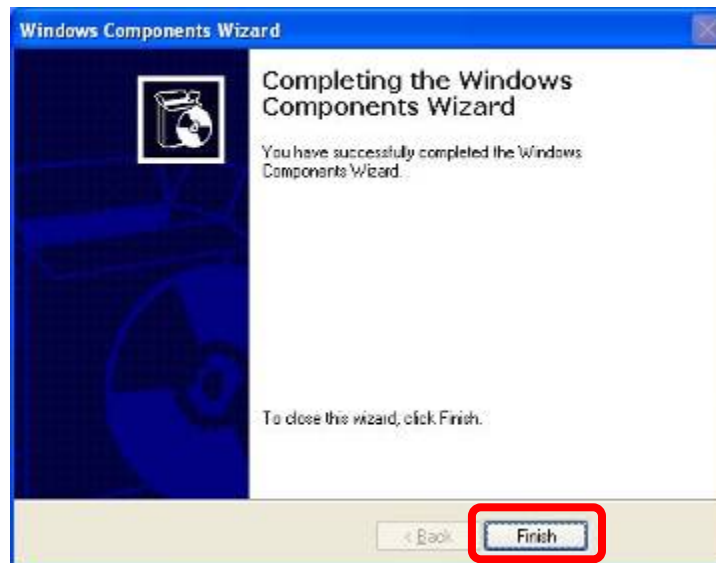 Windows Components Wizard
Completing the Windows
Components Wizard
You have successfully completed the Windows
Components Wizard.
To close this wizard, click Finish.
< Back
Finish